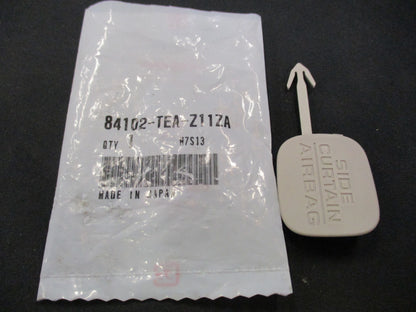 84102-TEA-Z11ZA
QTY 1 H7S13
MADE IN JAPAN
SIDE
CURTAIN
AIRBAG